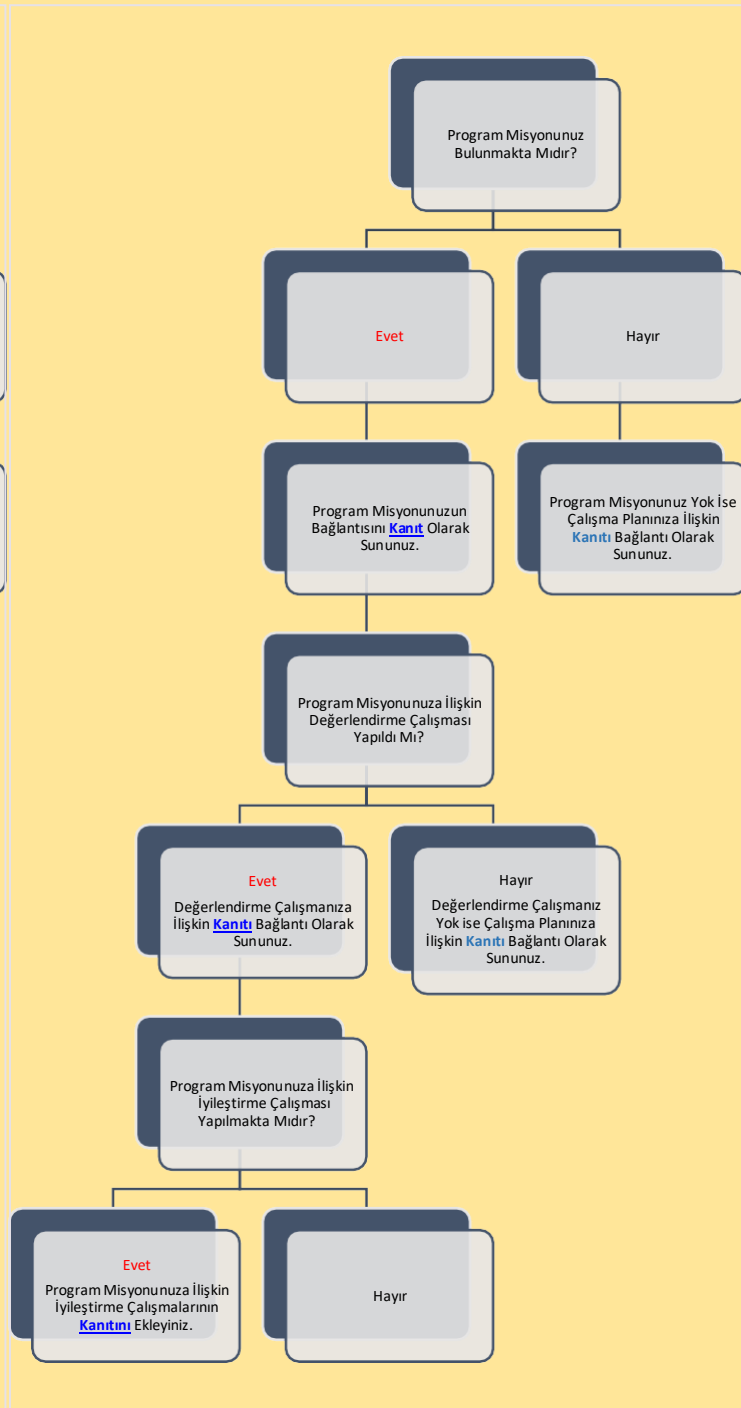 Program Misyonunuz
Bulunmakta Mıdır?
Evet
Hayır
Program Misyonunuzun
Bağlantısını Kanıt Olarak
Sununuz.
Program Misyonunuz Yok İse
Çalışma Planınıza İlişkin
Kanıtı Bağlantı Olarak
Sununuz.
Program Misyonunuza İlişkin
Değerlendirme Çalışması
Yapıldı Mı?
Evet
Değerlendirme Çalışmanıza
İlişkin Kanıtı Bağlantı Olarak
Sununuz.
Hayır
Değerlendirme Çalışmanız
Yok ise Çalışma Planınıza
İlişkin Kanıtı Bağlantı Olarak
Sununuz.
Program Misyonunuza İlişkin
İyileştirme Çalışması
Yapılmakta Mıdır?
Evet
Program Misyonunuza İlişkin
İyileştirme Çalışmalarının
Kanıtını Ekleyiniz.
Hayır